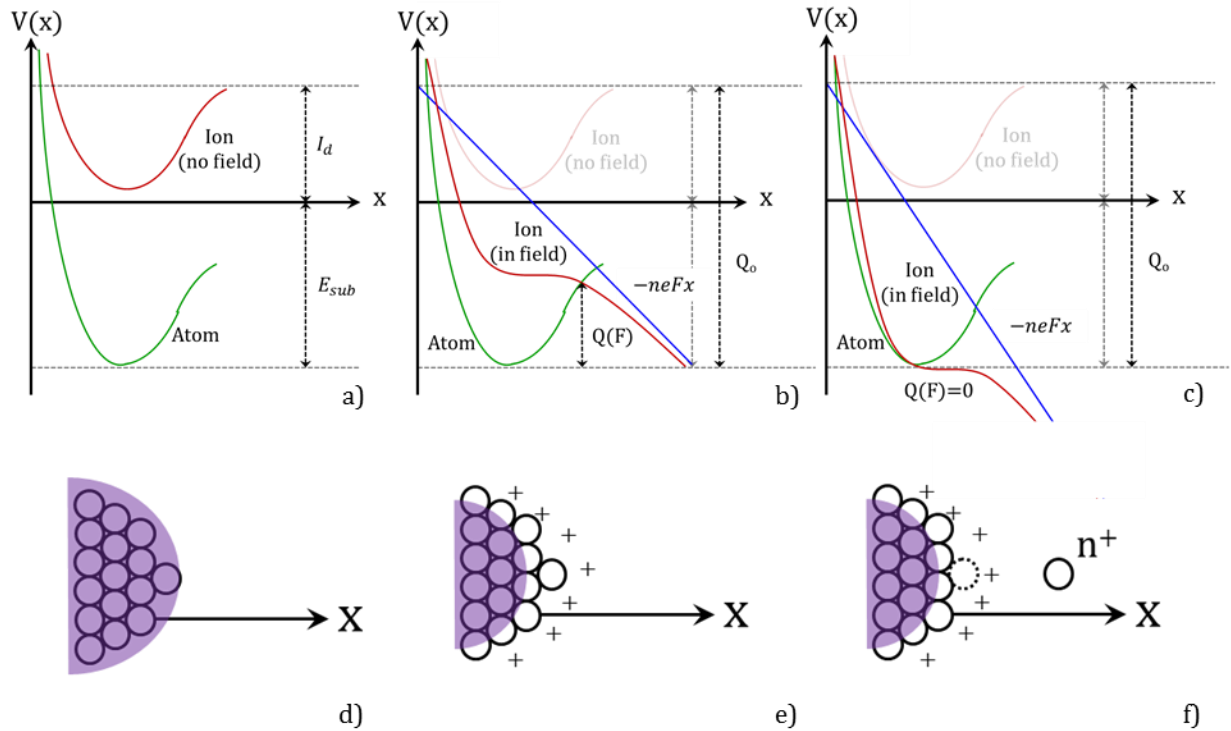 V(x)
I_d
Ion
(no field)
x
E_sub
Atom
a)
V(x)
Ion
(no field)
x
Ion
(in field)
Q_o
−neFx
Atom
Q(F)
b)
V(x)
Ion
(no field)
x
Ion
(in field)
Q_o
−neFx
Atom
Q(F)=0
c)
X
d)
+
+
+
+
+
+
+
X
e)
+
+
+
+
+
+
+
n⁺
X
f)